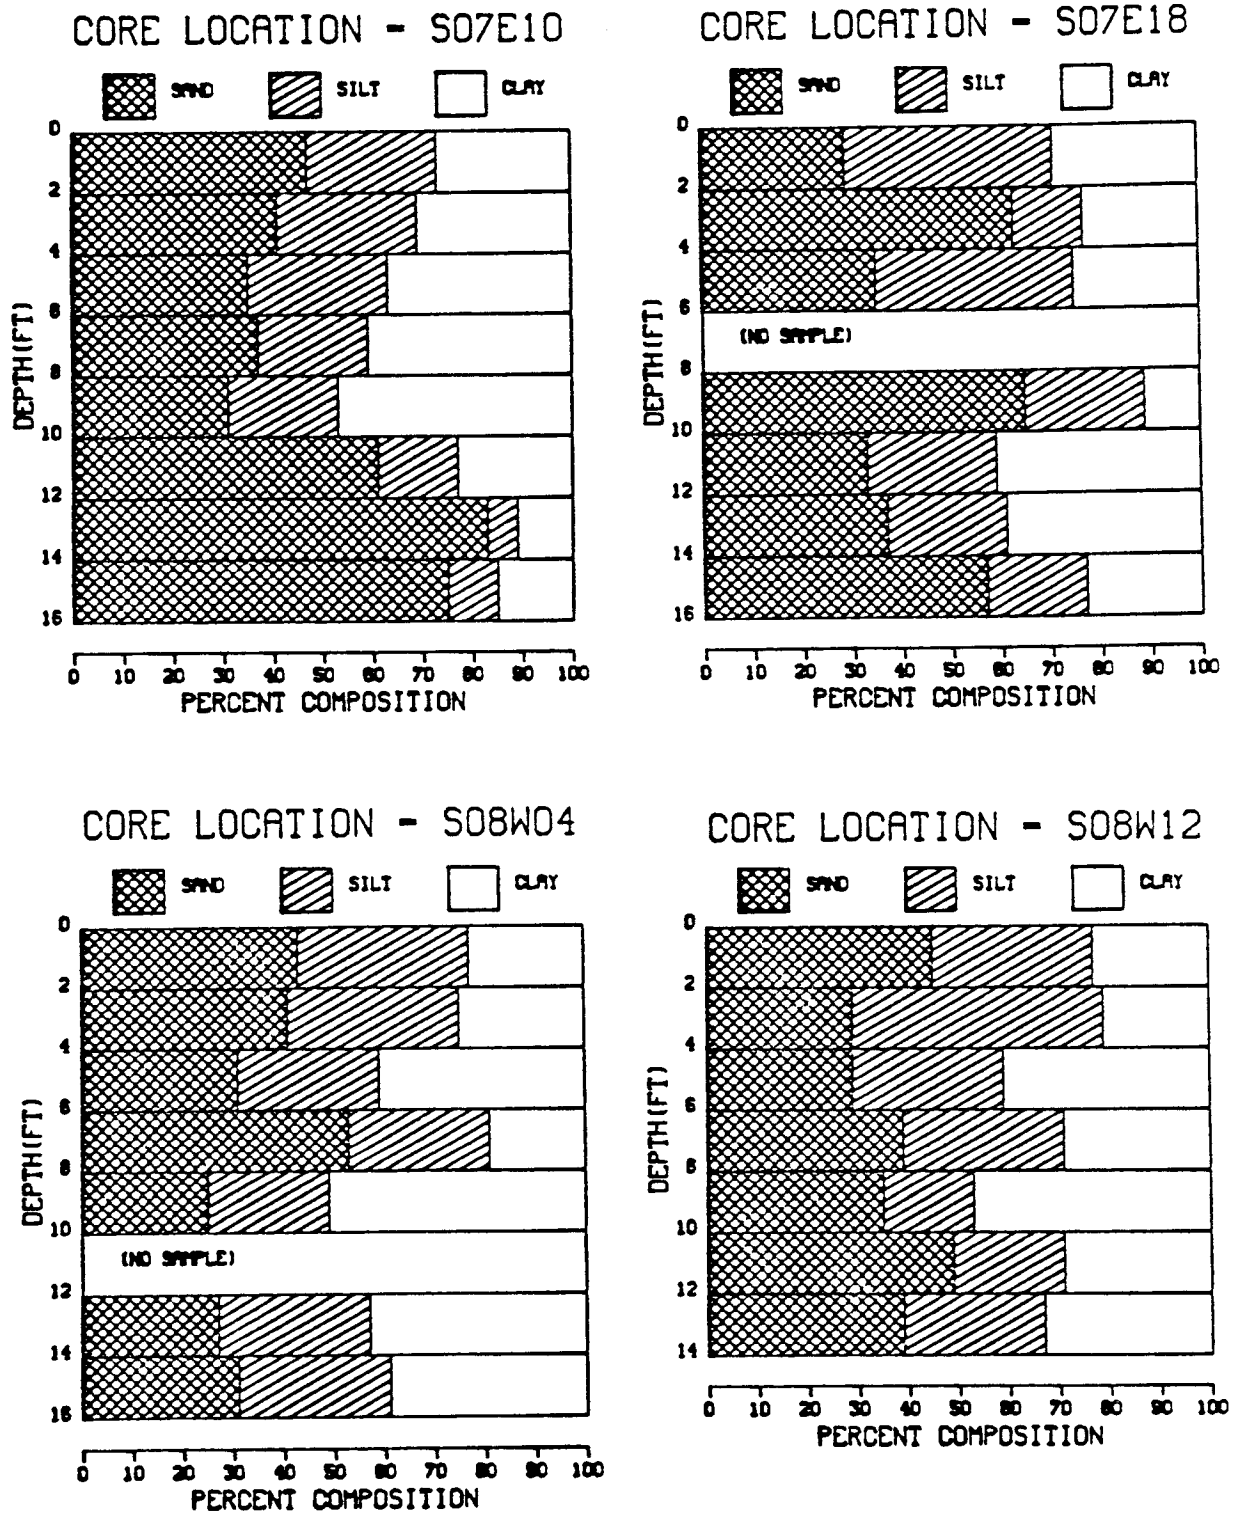 CORE LOCATION - S07E10
SAND SILT CLAY
0
2
4
6
8
10
12
14
16
DEPTH(FT)
0 10 20 30 40 50 60 70 80 90 100
PERCENT COMPOSITION
CORE LOCATION - S07E18
SAND SILT CLAY
0
2
4
6
(NO SAMPLE)
8
10
12
14
16
DEPTH(FT)
0 10 20 30 40 50 60 70 80 90 100
PERCENT COMPOSITION
CORE LOCATION - S08W04
SAND SILT CLAY
0
2
4
6
8
10
(NO SAMPLE)
12
14
16
DEPTH(FT)
0 10 20 30 40 50 60 70 80 90 100
PERCENT COMPOSITION
CORE LOCATION - S08W12
SAND SILT CLAY
0
2
4
6
8
10
12
14
DEPTH(FT)
0 10 20 30 40 50 60 70 80 90 100
PERCENT COMPOSITION